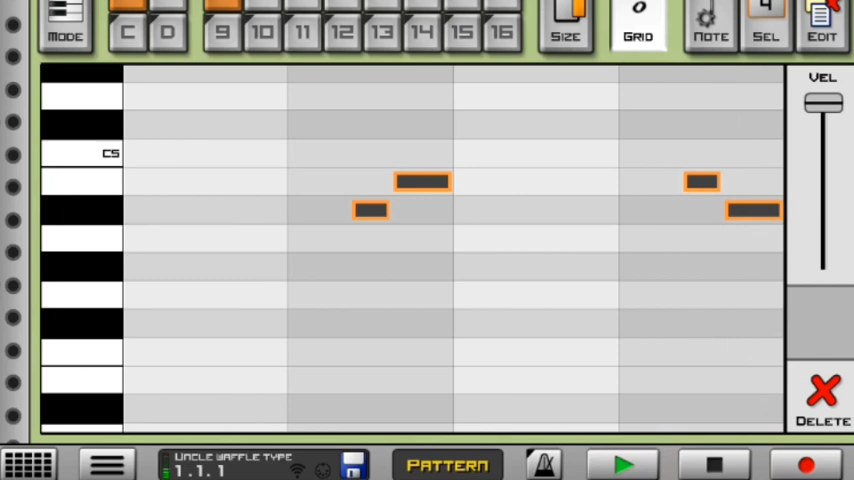 MODE
C D 9 10 11 12 13 14 15 16
SIZE
GRID
NOTE
4
SEL
EDIT
VEL
C5
DELETE
UNCLE WAFFLE TYPE
1.1.1
PATTERN